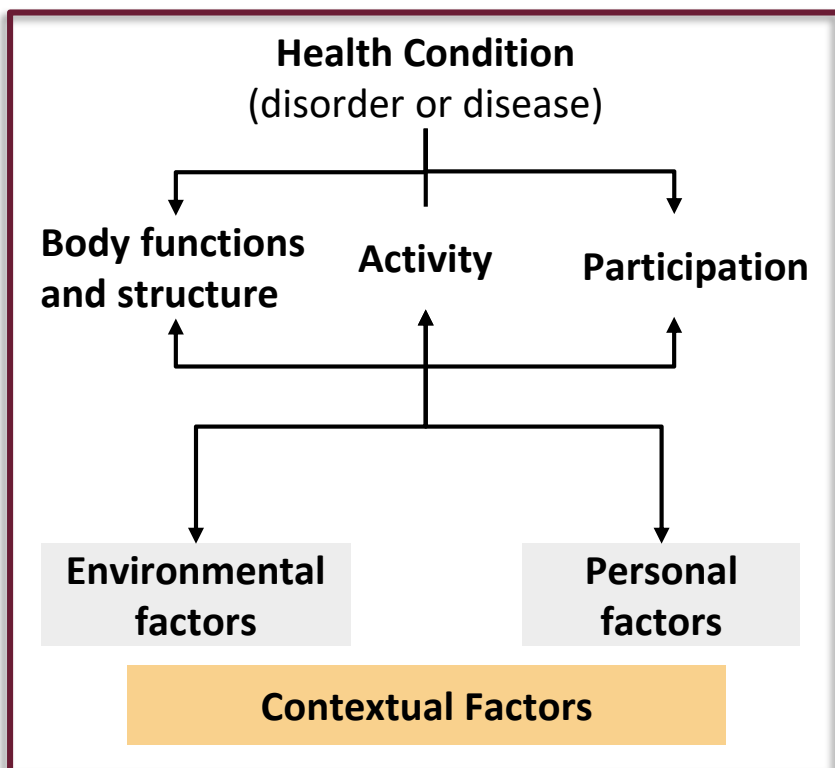 Health Condition
(disorder or disease)
Body functions
and structure
Activity
Participation
Environmental
factors
Personal
factors
Contextual Factors